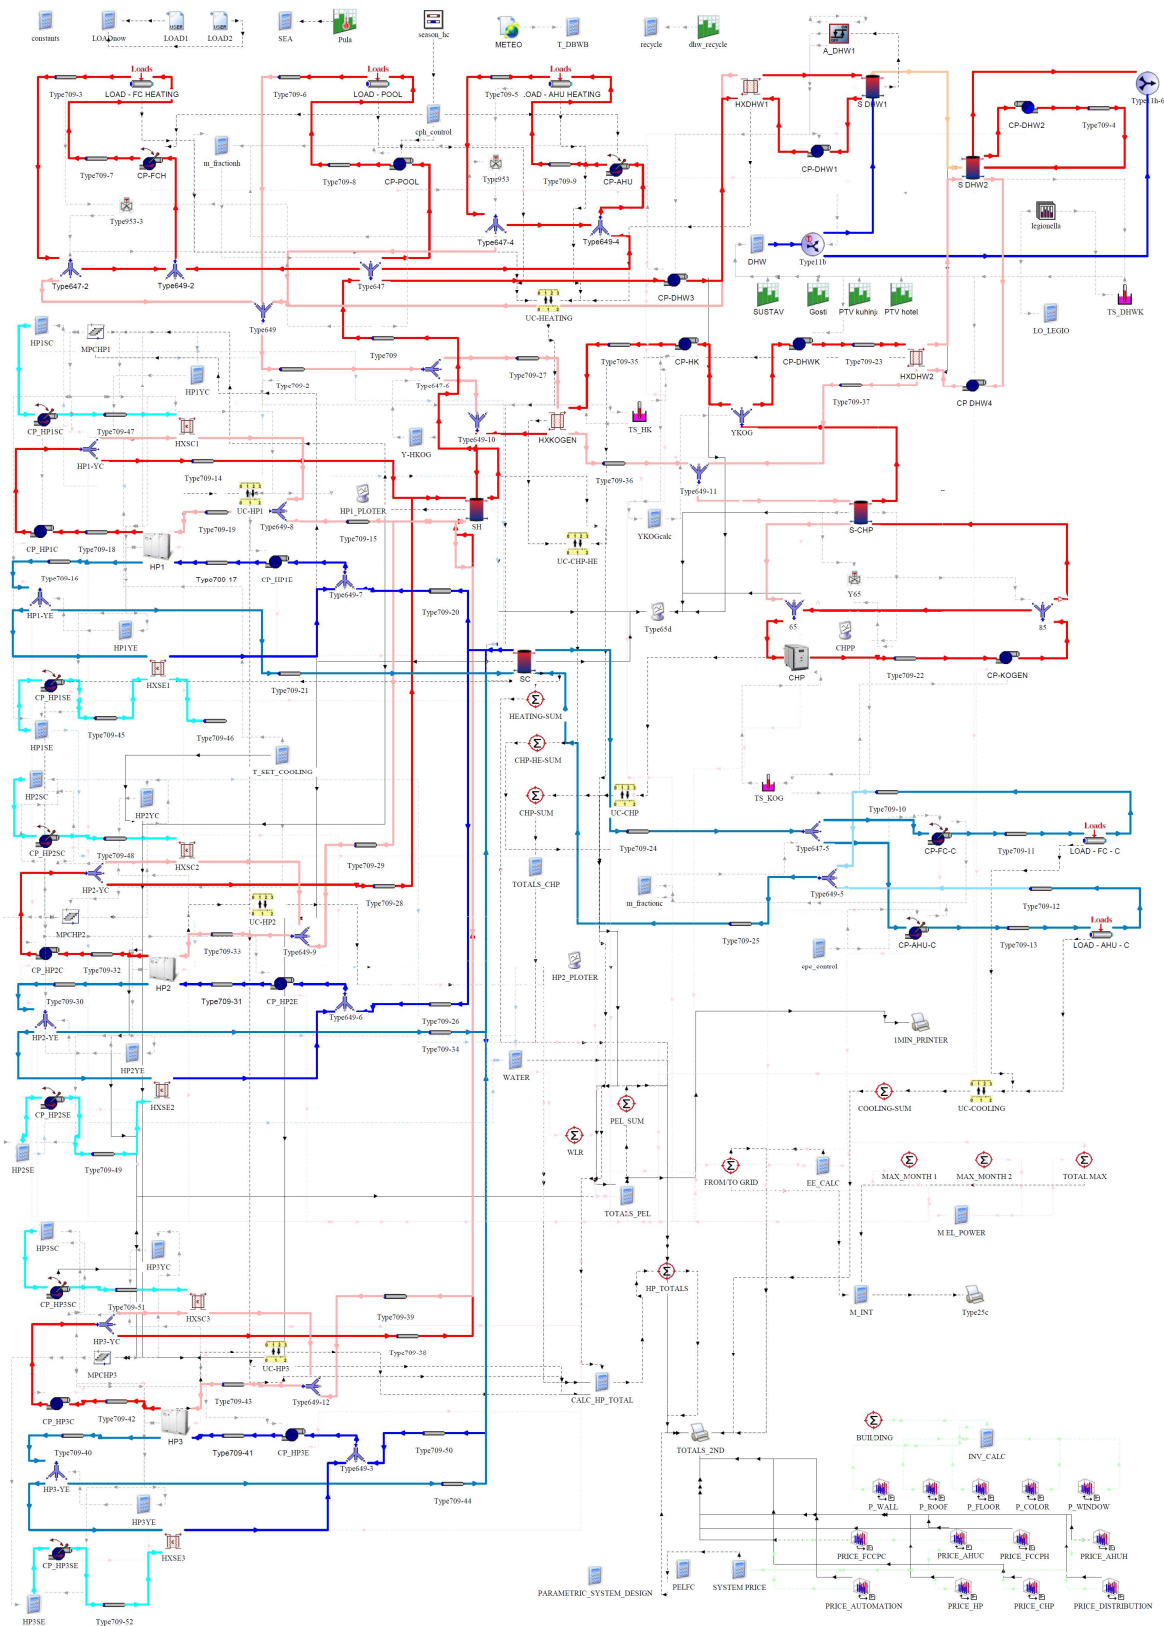 constants
LOADnow
LOAD1
LOAD2
SEA
Pula
season_hc
METEO
T_DBWB
recycle
dhw_recycle
A_DHW1
Type709-3
Loads
LOAD - FC HEATING
Type709-6
Loads
LOAD - POOL
Type709-5
Loads
LOAD - AHU HEATING
HXDHW1
S DHW1
Type11h-6
CP-DHW2
Type709-4
cph_control
m_fractionh
Type709-7
CP-FCH
Type709-8
CP-POOL
Type953
Type709-9
CP-AHU
CP-DHW1
S DHW2
Type953-3
Type647-4
Type649-4
DHW
Type11b
legionella
Type647-2
Type649-2
Type647
CP-DHW3
SUSTAV
Gosti
PTV kuhinja
PTV hotel
TS_DHWK
LO_LEGIO
UC-HEATING
Type649
HP1SC
MPCHP1
HP1YC
Type709
Type709-2
Type647-6
Type709-27
Type709-35
CP-HK
CP-DHWK
Type709-23
HXDHW2
CP DHW4
Type709-37
CP_HP1SC
Type709-47
HXSC1
Y-HKOG
Type649-10
HXKOGEN
TS_HK
YKOG
HP1-YC
Type709-14
Type709-36
Type649-11
UC-HP1
HP1_PLOTER
Type709-19
Type649-8
Type709-15
SH
S-CHP
YKOGcalc
CP_HP1C
Type709-18
HP1
UC-CHP-HE
Type709-16
Type709-17
CP_HP1E
Type649-7
Type709-20
Y65
HP1-YE
HP1YE
Type65d
65
85
CHPP
HXSE1
Type709-21
SC
CHP
Type709-22
CP-KOGEN
CP_HP1SE
HEATING-SUM
HP1SE
Type709-45
Type709-46
CHP-HE-SUM
T_SET_COOLING
HP2SC
HP2YC
CHP-SUM
UC-CHP
TS_KOG
Type709-10
CP_HP2SC
Type709-48
HXSC2
Type709-29
Type709-24
Type647-5
CP-FC-C
Type709-11
Loads
LOAD - FC - C
HP2-YC
TOTALS_CHP
m_fractionc
Type649-5
Type709-12
Type709-28
MPCHP2
UC-HP2
Type709-33
Type649-9
Type709-25
CP-AHU-C
Type709-13
Loads
LOAD - AHU - C
cpc_control
CP_HP2C
Type709-32
HP2
HP2_PLOTER
Type709-30
Type709-31
CP_HP2E
Type649-6
Type709-26
HP2-YE
HP2YE
Type709-34
1MIN_PRINTER
WATER
HXSE2
CP_HP2SE
COOLING-SUM
UC-COOLING
PEL_SUM
WLR
HP2SE
Type709-49
FROM/TO GRID
EE_CALC
MAX_MONTH 1
MAX_MONTH 2
TOTAL MAX
TOTALS_PEL
M EL_POWER
HP3SC
HP3YC
HP_TOTALS
CP_HP3SC
Type709-51
HXSC3
Type709-39
M_INT
Type25c
HP3-YC
Type709-38
MPCHP3
UC-HP3
Type709-43
Type649-12
CALC_HP_TOTAL
CP_HP3C
Type709-42
HP3
BUILDING
Type709-40
Type709-41
CP_HP3E
Type649-3
Type709-50
TOTALS_2ND
INV_CALC
HP3-YE
Type709-44
HP3YE
P_WALL
P_ROOF
P_FLOOR
P_COLOR
P_WINDOW
HXSE3
CP_HP3SE
PRICE_FCCPC
PRICE_AHUC
PRICE_FCCPH
PRICE_AHUH
PARAMETRIC_SYSTEM_DESIGN
PELFC
SYSTEM PRICE
HP3SE
Type709-52
PRICE_AUTOMATION
PRICE_HP
PRICE_CHP
PRICE_DISTRIBUTION